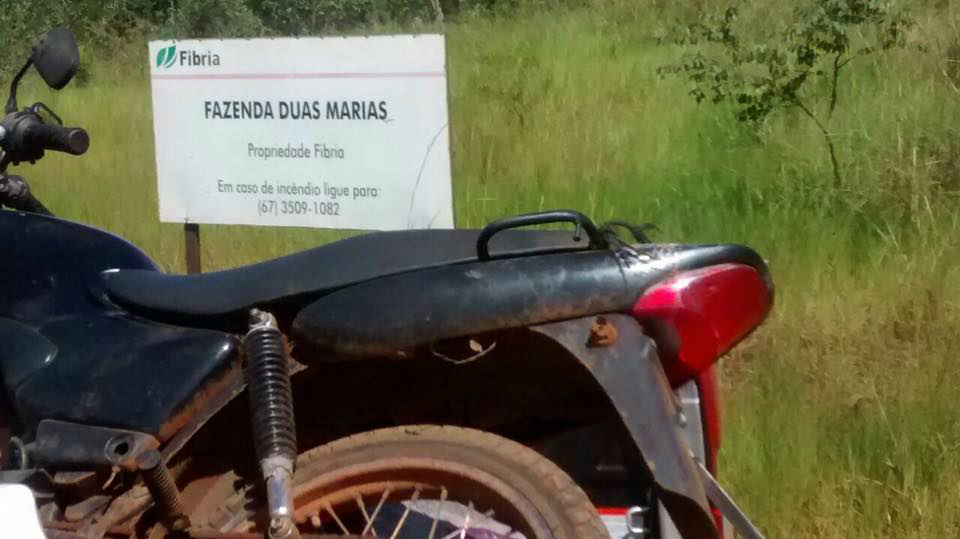 Fibria
FAZENDA DUAS MARIAS
Propriedade Fibria
Em caso de incêndio ligue para:
(67) 3509-1082